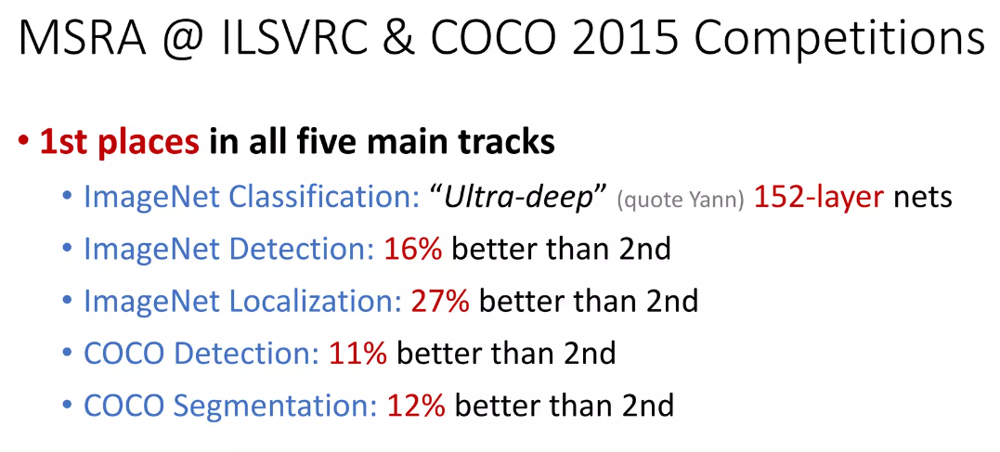 MSRA @ ILSVRC & COCO 2015 Competitions
• 1st places in all five main tracks
• ImageNet Classification: “Ultra-deep” (quote Yann) 152-layer nets
• ImageNet Detection: 16% better than 2nd
• ImageNet Localization: 27% better than 2nd
• COCO Detection: 11% better than 2nd
• COCO Segmentation: 12% better than 2nd